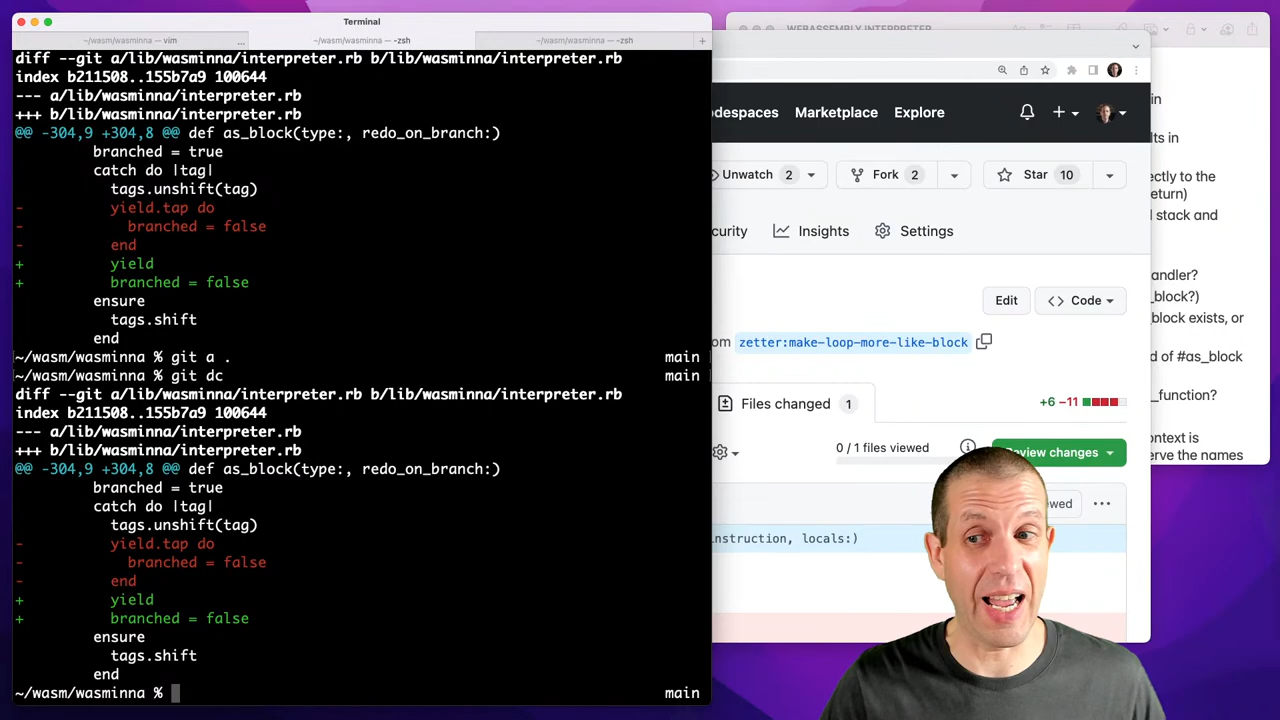 Terminal
~/wasm/wasminna — vim
...
~/wasm/wasminna — -zsh
~/wasm/wasminna — -zsh
+
diff --git a/lib/wasminna/interpreter.rb b/lib/wasminna/interpreter.rb
index b211508..155b7a9 100644
--- a/lib/wasminna/interpreter.rb
+++ b/lib/wasminna/interpreter.rb
@@ -304,9 +304,8 @@ def as_block(type:, redo_on_branch:)
branched = true
catch do |tag|
tags.unshift(tag)
- yield.tap do
- branched = false
- end
+ yield
+ branched = false
ensure
tags.shift
end
~/wasm/wasminna % git a . main
~/wasm/wasminna % git dc main
diff --git a/lib/wasminna/interpreter.rb b/lib/wasminna/interpreter.rb
index b211508..155b7a9 100644
--- a/lib/wasminna/interpreter.rb
+++ b/lib/wasminna/interpreter.rb
@@ -304,9 +304,8 @@ def as_block(type:, redo_on_branch:)
branched = true
catch do |tag|
tags.unshift(tag)
- yield.tap do
- branched = false
- end
+ yield
+ branched = false
ensure
tags.shift
end
~/wasm/wasminna % main
WEBASSEMBLY INTERPRETER
odespaces Marketplace Explore
Unwatch 2 Fork 2 Star 10
curity Insights Settings
Edit <> Code
om zetter:make-loop-more-like-block
Files changed 1 +6 −11
0 / 1 files viewed
Review changes
ewed
nstruction, locals:)
in
lts in
ectly to the
eturn)
d stack and
andler?
_block?)
_block exists, or
d of #as_block
_function?
ontext is
erve the names